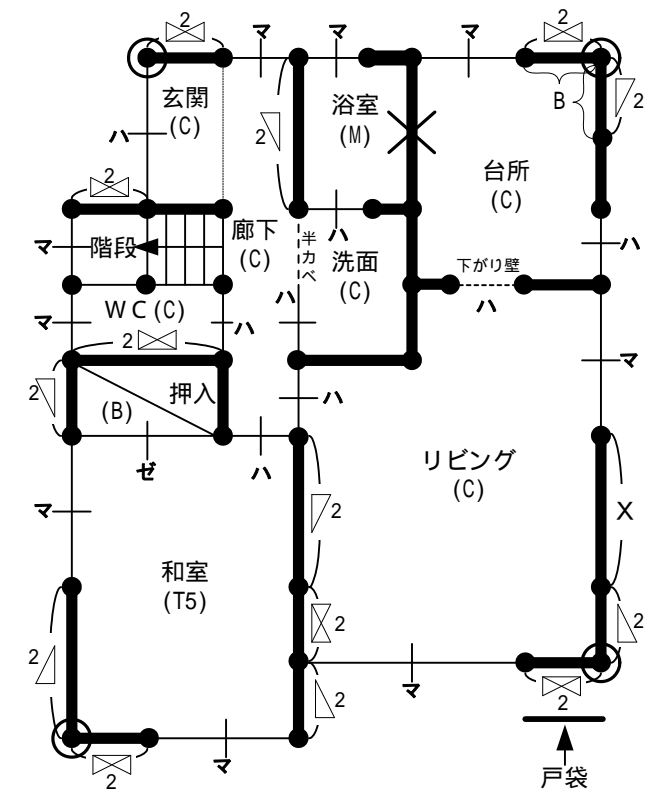 2 2
マ マ マ
玄関
(C)
浴室
(M)
B
2
2
ハ
台所
(C)
2
階段
マ
廊下
(C)
半カベ
ハ
洗面
(C)
下がり壁
ハ
ハ
ＷＣ(C)
マ
ハ
ハ
2
マ
2
押入
(B)
ハ
ゼ
ハ
リビング
(C)
マ
2
X
和室
(T5)
2
2
2
2
マ
2
2
マ
2
戸袋